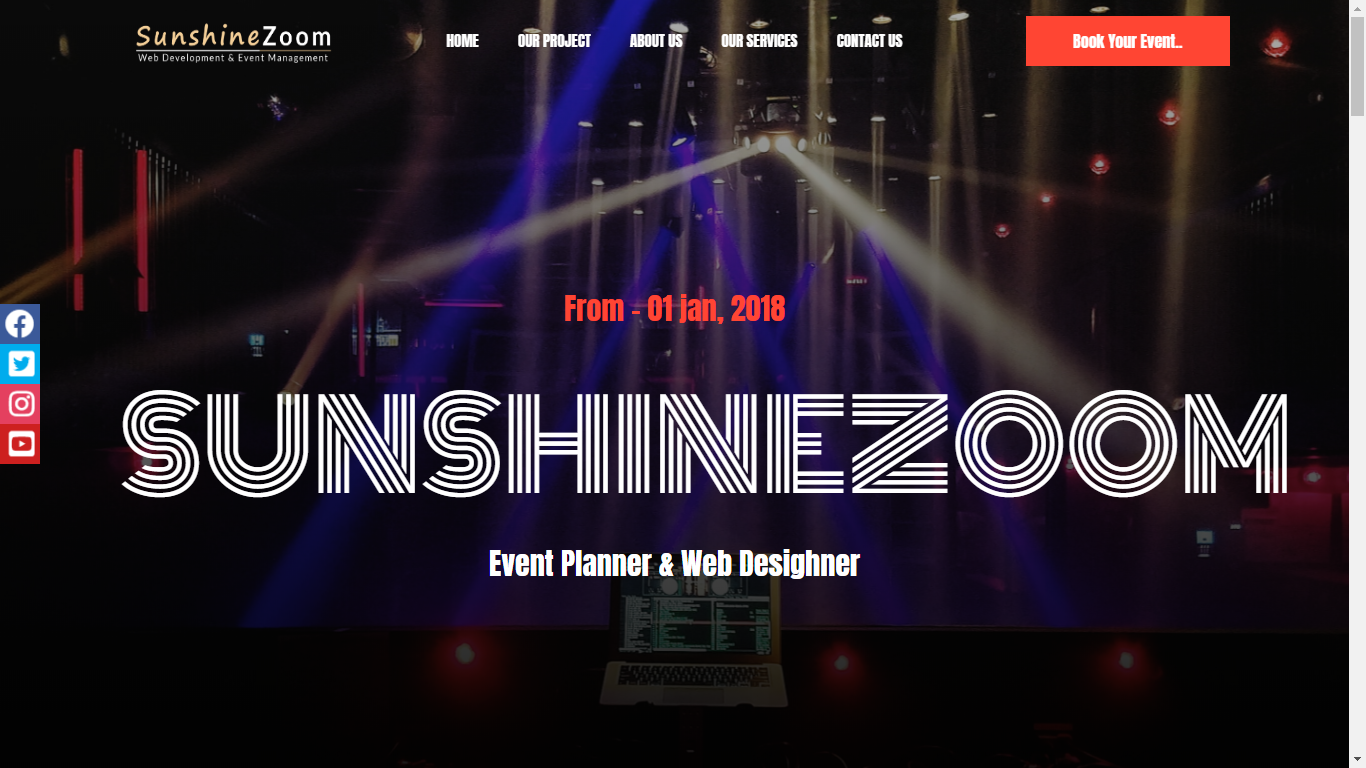 SunshineZoom
Web Development & Event Management
HOME
OUR PROJECT
ABOUT US
OUR SERVICES
CONTACT US
Book Your Event..
From - 01 jan, 2018
SUNSHINEZOOM
Event Planner & Web Desighner